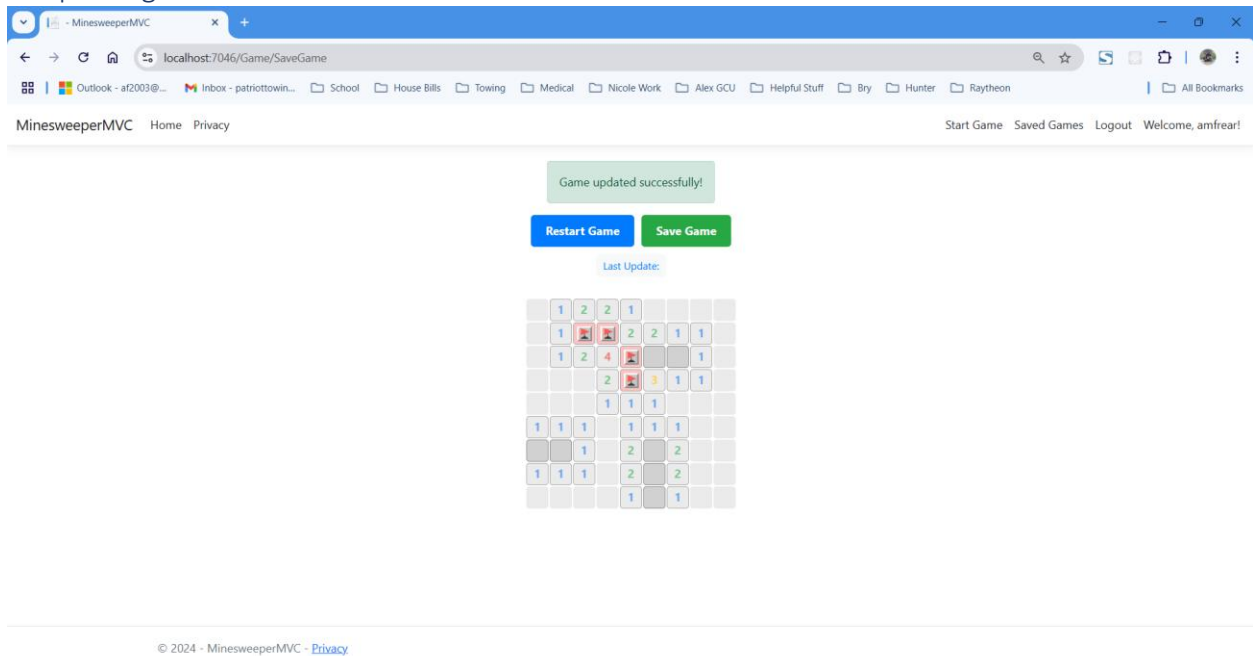 - MinesweeperMVC
localhost:7046/Game/SaveGame
Outlook - af2003@... Inbox - patriottowin... School House Bills Towing Medical Nicole Work Alex GCU Helpful Stuff Bry Hunter Raytheon All Bookmarks
MinesweeperMVC Home Privacy Start Game Saved Games Logout Welcome, amfrear!
Game updated successfully!
Restart Game Save Game
Last Update:
1 2 2 1
1 2 2 1 1
1 2 4 1
2 3 1 1
1 1 1
1 1 1 1 1 1
1 2 2
1 1 1 2 2
1 1
© 2024 - MinesweeperMVC - Privacy